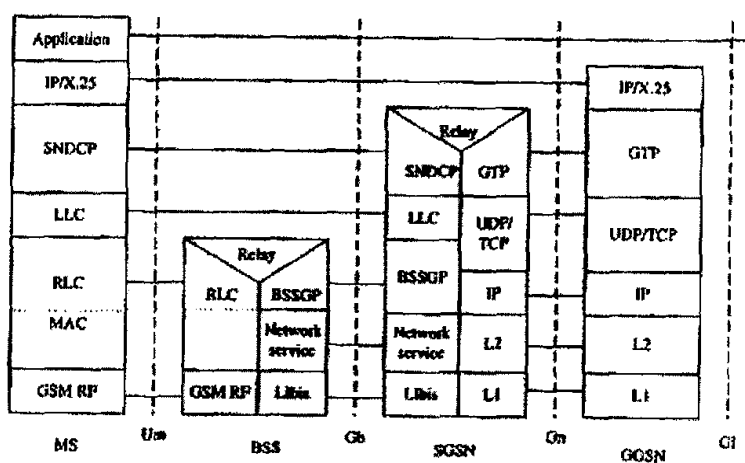 Application
IP/X.25
SNDCP
LLC
RLC
MAC
GSM RF
MS
Um
Relay
RLC
BSSGP
Network
service
GSM RF
L1bis
BSS
Gb
Relay
SNDCP
GTP
LLC
UDP/
TCP
BSSGP
IP
Network
service
L2
L1bis
L1
SGSN
Gn
IP/X.25
GTP
UDP/TCP
IP
L2
L1
GGSN
Gi